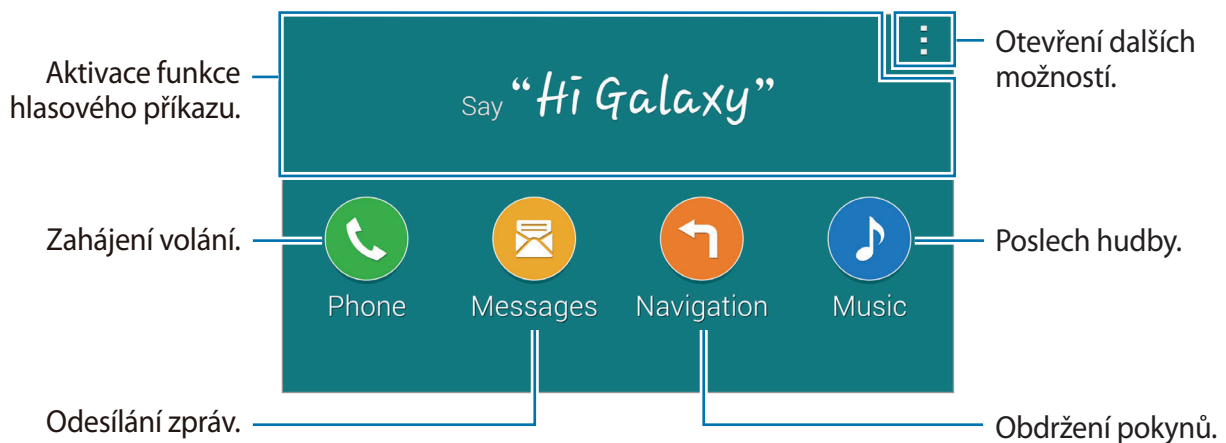 Aktivace funkce
hlasového příkazu.
Say “Hi Galaxy”
Otevření dalších
možností.
Zahájení volání.
Phone
Messages
Navigation
Music
Poslech hudby.
Odesílání zpráv.
Obdržení pokynů.